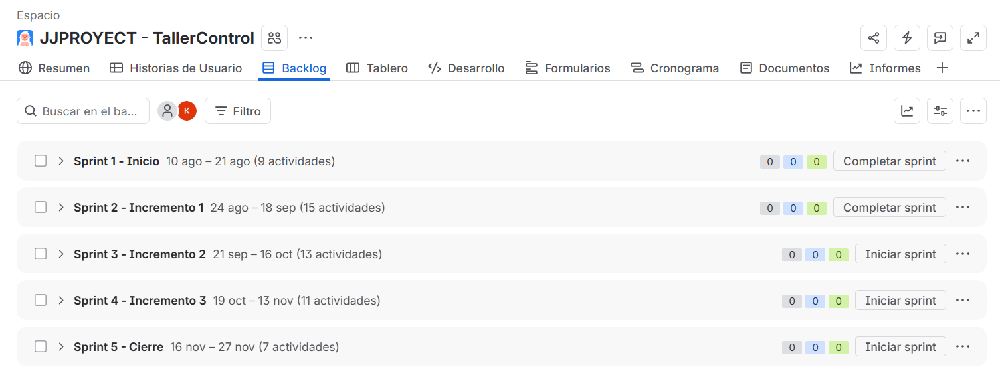 Espacio
JJPROYECT - TallerControl
Resumen Historias de Usuario Backlog Tablero Desarrollo Formularios Cronograma Documentos Informes
Buscar en el ba... K Filtro
Sprint 1 - Inicio 10 ago – 21 ago (9 actividades) 0 0 0 Completar sprint
Sprint 2 - Incremento 1 24 ago – 18 sep (15 actividades) 0 0 0 Completar sprint
Sprint 3 - Incremento 2 21 sep – 16 oct (13 actividades) 0 0 0 Iniciar sprint
Sprint 4 - Incremento 3 19 oct – 13 nov (11 actividades) 0 0 0 Iniciar sprint
Sprint 5 - Cierre 16 nov – 27 nov (7 actividades) 0 0 0 Iniciar sprint